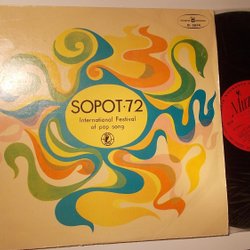 SOPOT·72
International Festival
of pop song